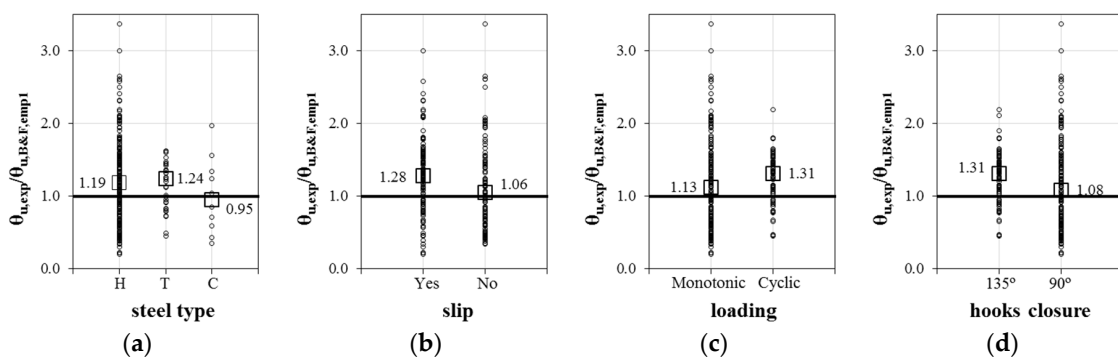 θu,exp/θu,B&F,emp1
3.0
2.0
1.0
0.0
1.19
1.24
0.95
H T C
steel type
(a)
θu,exp/θu,B&F,emp1
3.0
2.0
1.0
0.0
1.28
1.06
Yes No
slip
(b)
θu,exp/θu,B&F,emp1
3.0
2.0
1.0
0.0
1.13
1.31
Monotonic Cyclic
loading
(c)
θu,exp/θu,B&F,emp1
3.0
2.0
1.0
0.0
1.31
1.08
135º 90º
hooks closure
(d)